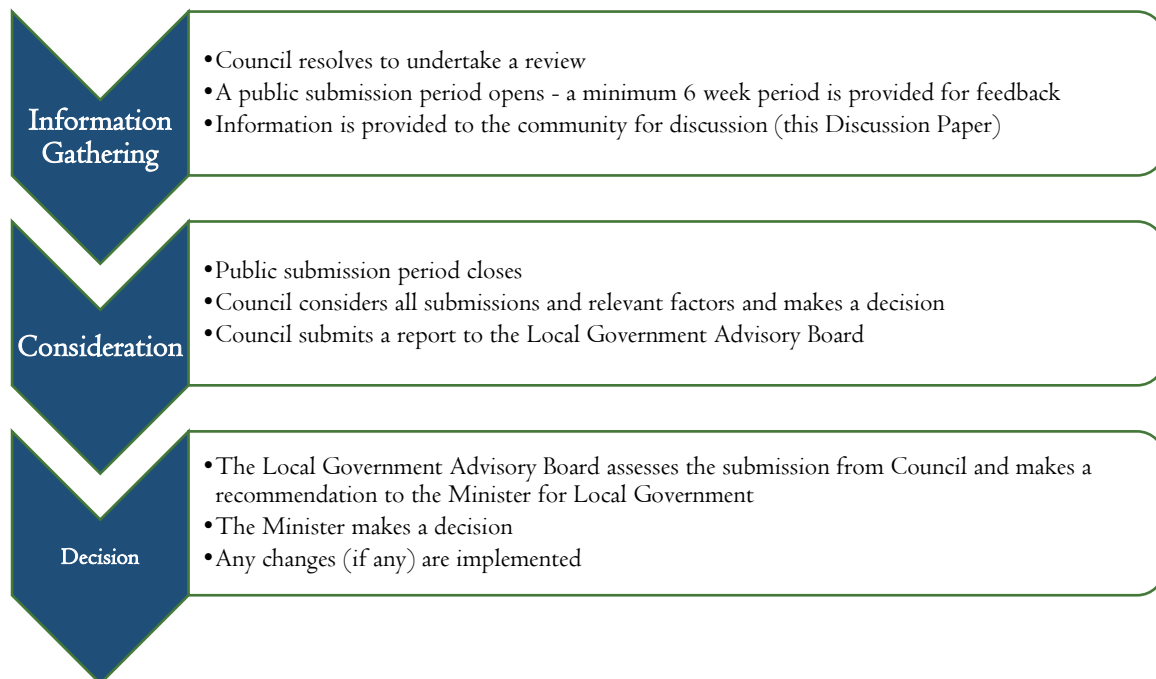 Information
Gathering
•Council resolves to undertake a review
•A public submission period opens - a minimum 6 week period is provided for feedback
•Information is provided to the community for discussion (this Discussion Paper)
Consideration
•Public submission period closes
•Council considers all submissions and relevant factors and makes a decision
•Council submits a report to the Local Government Advisory Board
Decision
•The Local Government Advisory Board assesses the submission from Council and makes a
recommendation to the Minister for Local Government
•The Minister makes a decision
•Any changes (if any) are implemented